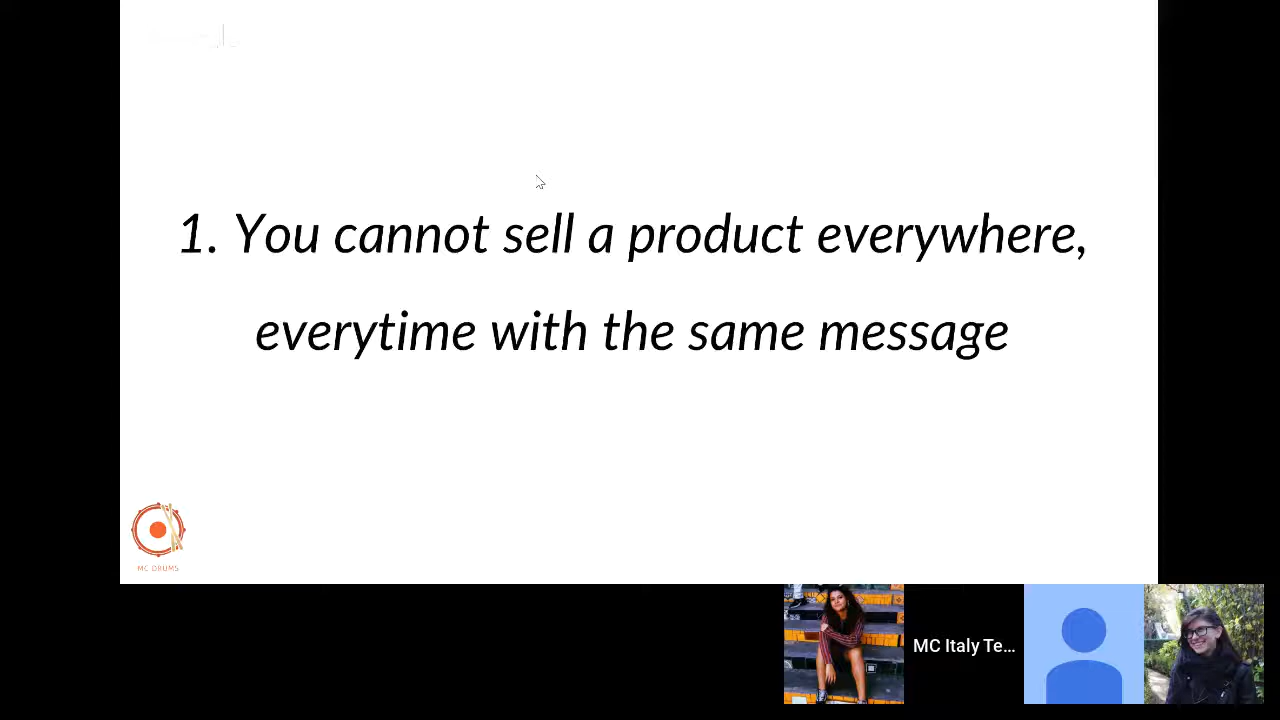 1. You cannot sell a product everywhere,
everytime with the same message
MC DRUMS
MC Italy Te...